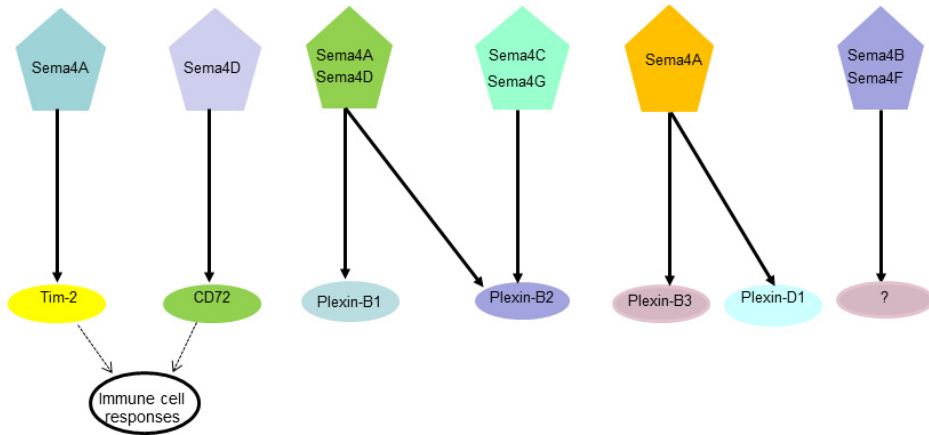 Sema4A
Sema4D
Sema4A
Sema4D
Sema4C
Sema4G
Sema4A
Sema4B
Sema4F
Tim-2
CD72
Plexin-B1
Plexin-B2
Plexin-B3
Plexin-D1
?
Immune cell
responses